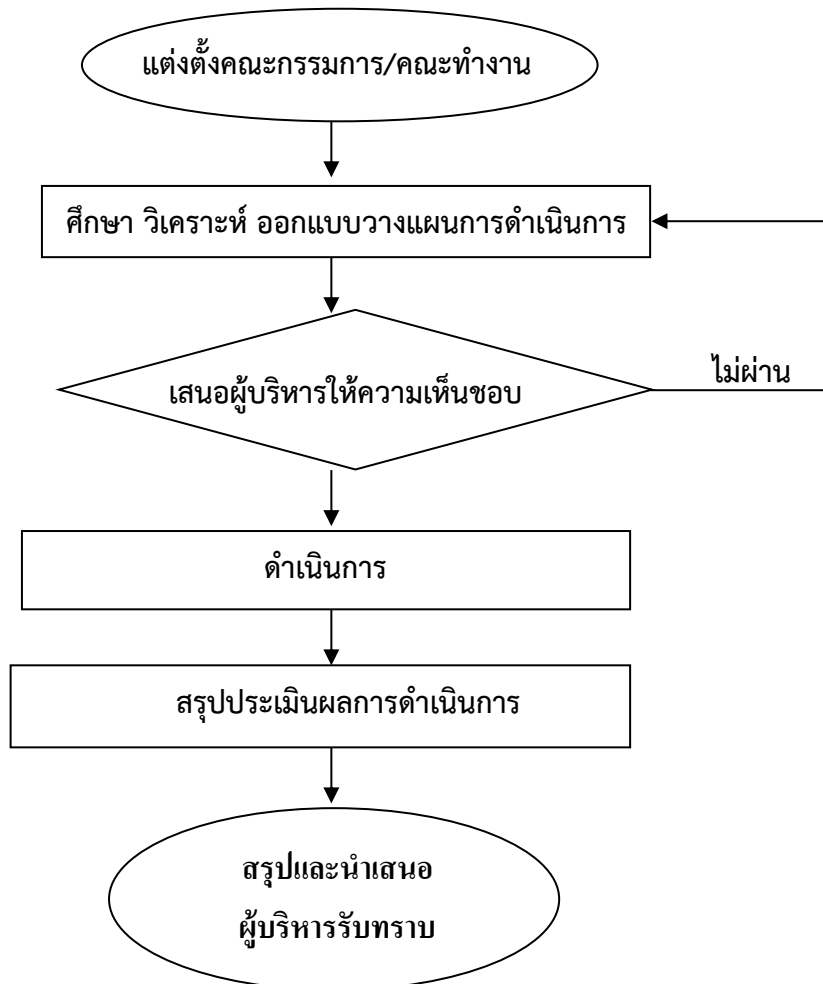 แต่งตั้งคณะกรรมการ/คณะทำงาน
ศึกษา วิเคราะห์ ออกแบบวางแผนการดำเนินการ
เสนอผู้บริหารให้ความเห็นชอบ
ไม่ผ่าน
ดำเนินการ
สรุปประเมินผลการดำเนินการ
สรุปและนำเสนอ
ผู้บริหารรับทราบ